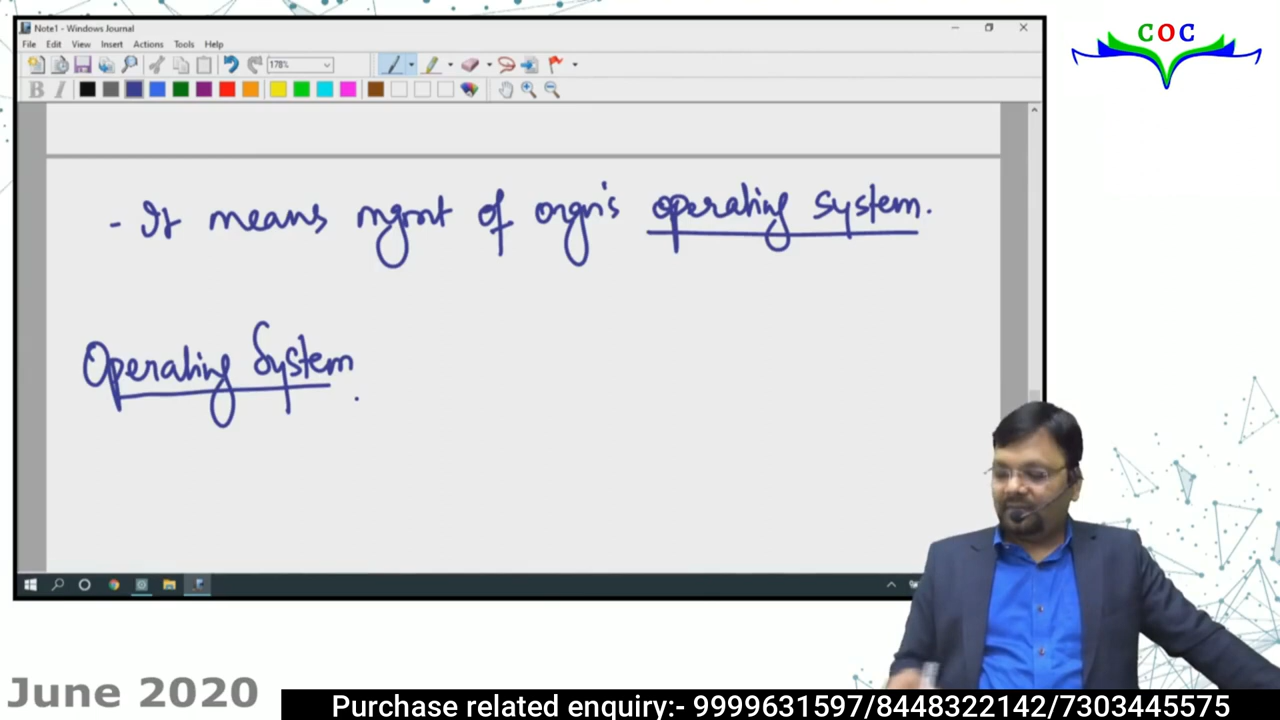 COC
Note1 - Windows Journal
File Edit View Insert Actions Tools Help
178%
B I
- It means mgmt of orgn's operating system.
Operating System
June 2020
Purchase related enquiry:- 9999631597/8448322142/7303445575